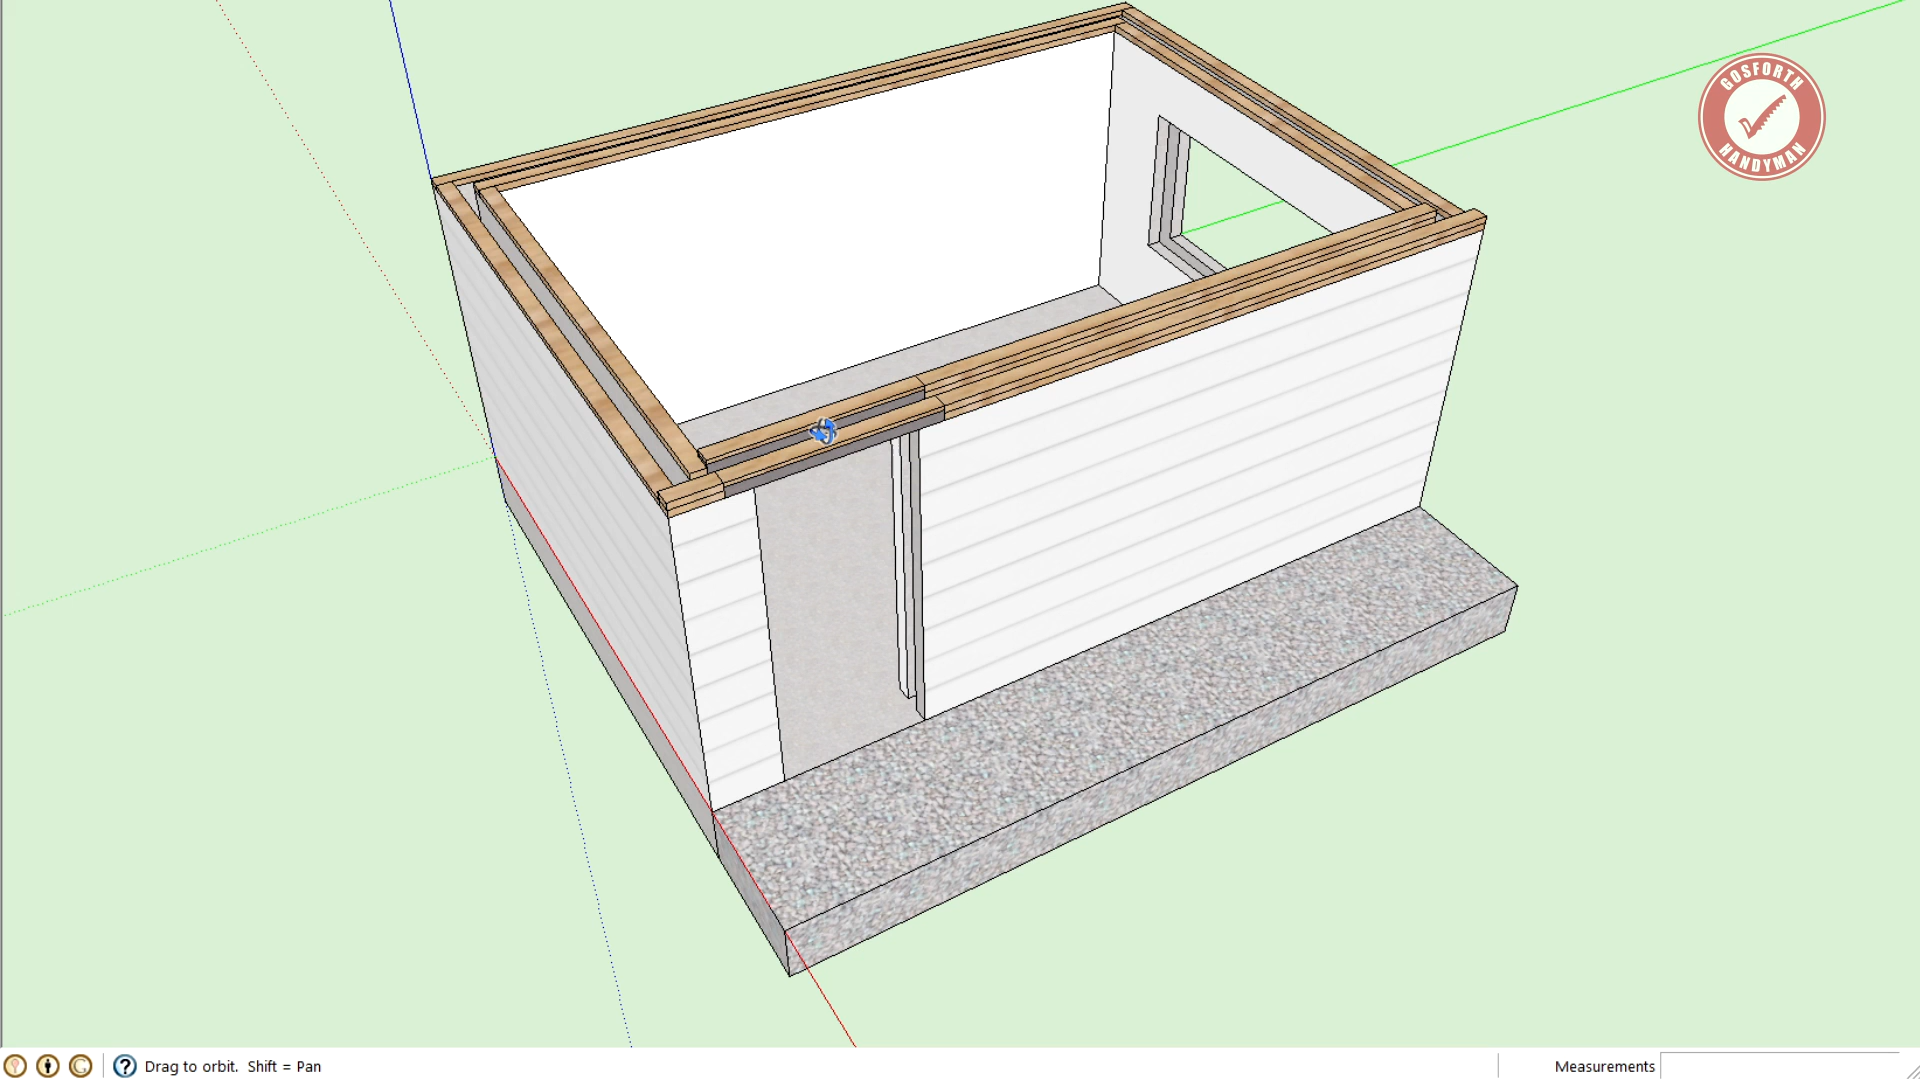 GOSFORTH
HANDYMAN
Drag to orbit. Shift = Pan
Measurements